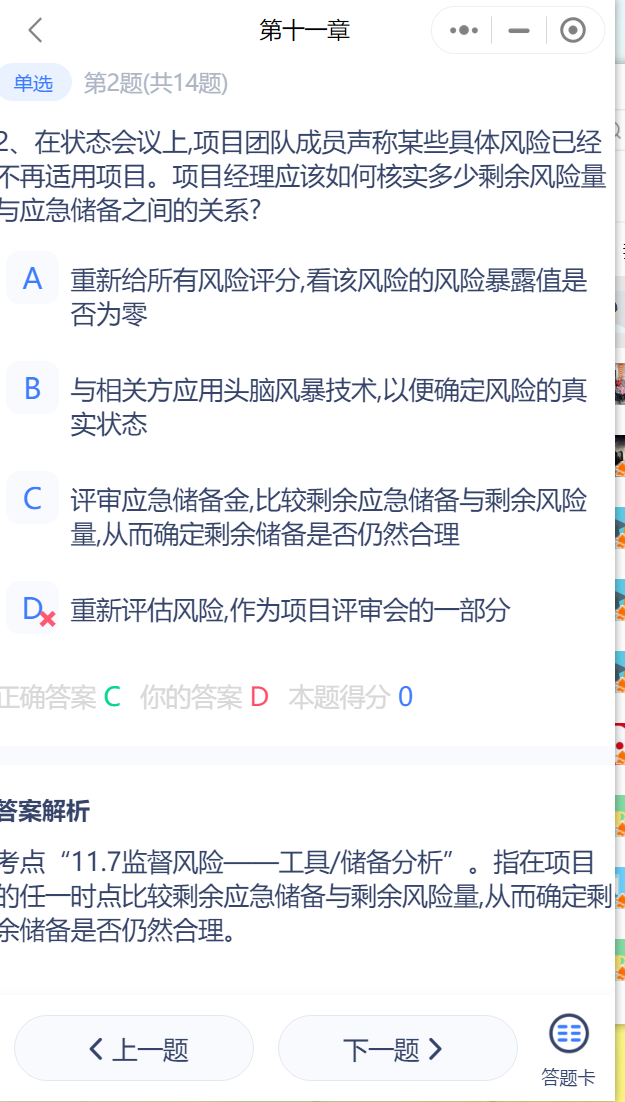 第十一章
单选 第2题(共14题)
2、在状态会议上,项目团队成员声称某些具体风险已经
不再适用项目。项目经理应该如何核实多少剩余风险量
与应急储备之间的关系?
A 重新给所有风险评分,看该风险的风险暴露值是
否为零
B 与相关方应用头脑风暴技术,以便确定风险的真
实状态
C 评审应急储备金,比较剩余应急储备与剩余风险
量,从而确定剩余储备是否仍然合理
D 重新评估风险,作为项目评审会的一部分
正确答案 C 你的答案 D 本题得分 0
答案解析
考点“11.7监督风险——工具/储备分析”。指在项目
的任一时点比较剩余应急储备与剩余风险量,从而确定剩
余储备是否仍然合理。
上一题 下一题 答题卡